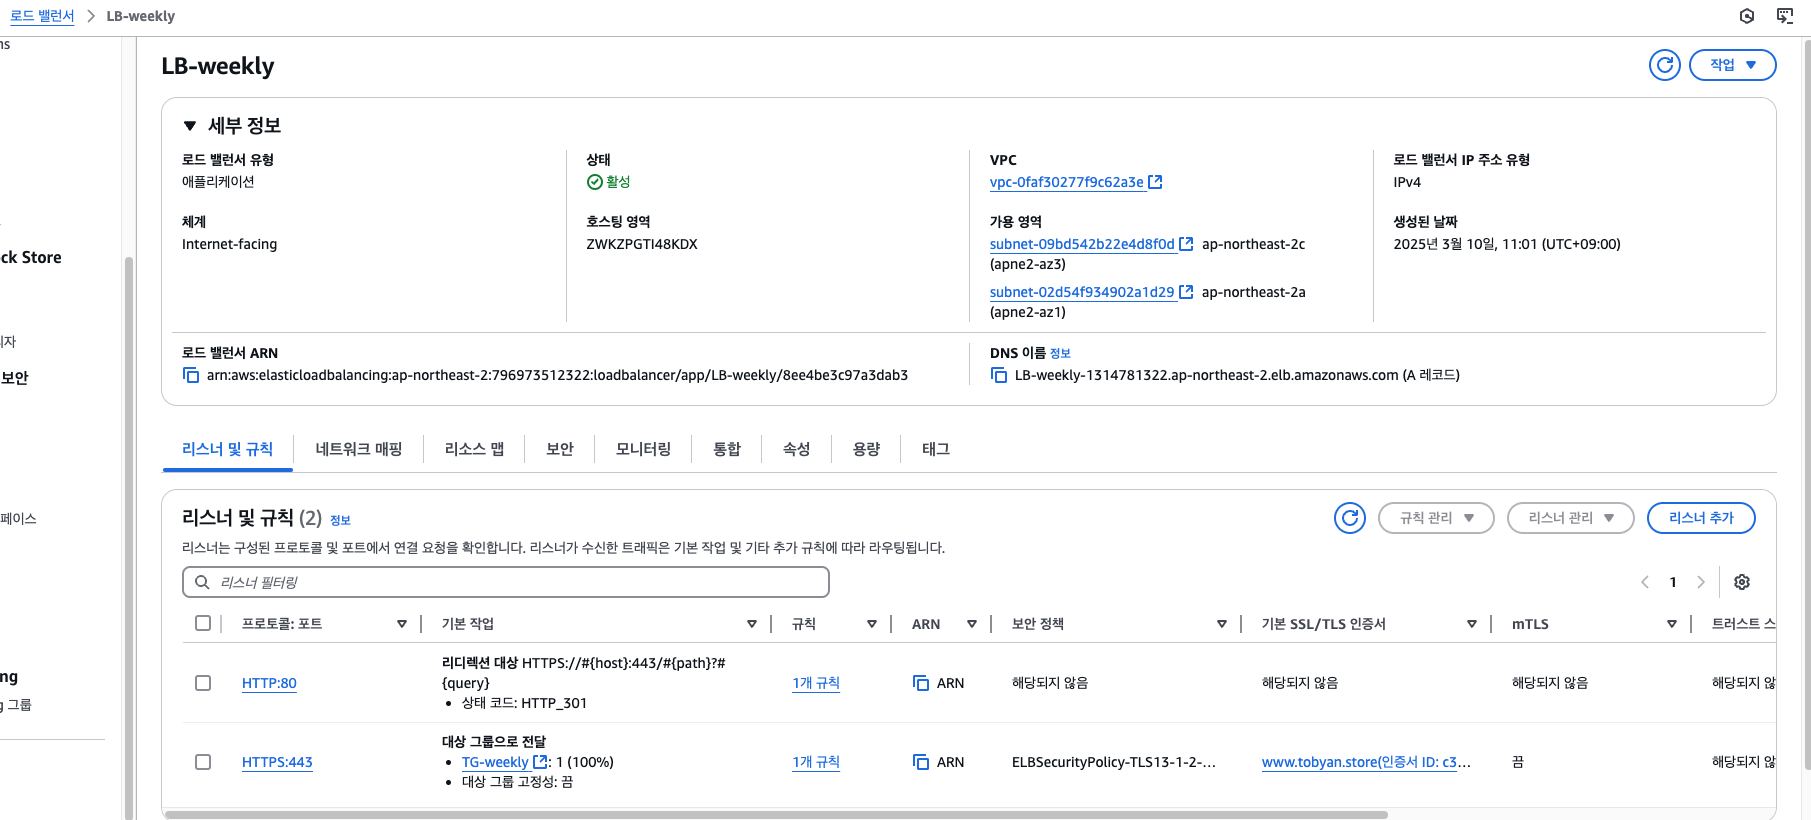 로드 밸런서 > LB-weekly
ns
ck Store
리자
보안
페이스
ng
g 그룹
LB-weekly
작업
세부 정보
로드 밸런서 유형
애플리케이션
상태
활성
VPC
vpc-0faf30277f9c62a3e
로드 밸런서 IP 주소 유형
IPv4
체계
Internet-facing
호스팅 영역
ZWKZPGTI48KDX
가용 영역
subnet-09bd542b22e4d8f0d ap-northeast-2c
(apne2-az3)
subnet-02d54f934902a1d29 ap-northeast-2a
(apne2-az1)
생성된 날짜
2025년 3월 10일, 11:01 (UTC+09:00)
로드 밸런서 ARN
arn:aws:elasticloadbalancing:ap-northeast-2:796973512322:loadbalancer/app/LB-weekly/8ee4be3c97a3dab3
DNS 이름 정보
LB-weekly-1314781322.ap-northeast-2.elb.amazonaws.com (A 레코드)
리스너 및 규칙 네트워크 매핑 리소스 맵 보안 모니터링 통합 속성 용량 태그
리스너 및 규칙 (2) 정보
규칙 관리 리스너 관리 리스너 추가
리스너는 구성된 프로토콜 및 포트에서 연결 요청을 확인합니다. 리스너가 수신한 트래픽은 기본 작업 및 기타 추가 규칙에 따라 라우팅됩니다.
리스너 필터링
1
프로토콜: 포트 기본 작업 규칙 ARN 보안 정책 기본 SSL/TLS 인증서 mTLS 트러스트 스
HTTP:80
리디렉션 대상 HTTPS://#{host}:443/#{path}?#
{query}
• 상태 코드: HTTP_301
1개 규칙 ARN 해당되지 않음 해당되지 않음 해당되지 않음 해당되지 않
HTTPS:443
대상 그룹으로 전달
• TG-weekly : 1 (100%)
• 대상 그룹 고정성: 끔
1개 규칙 ARN ELBSecurityPolicy-TLS13-1-2-... www.tobyan.store(인증서 ID: c3... 끔 해당되지 않